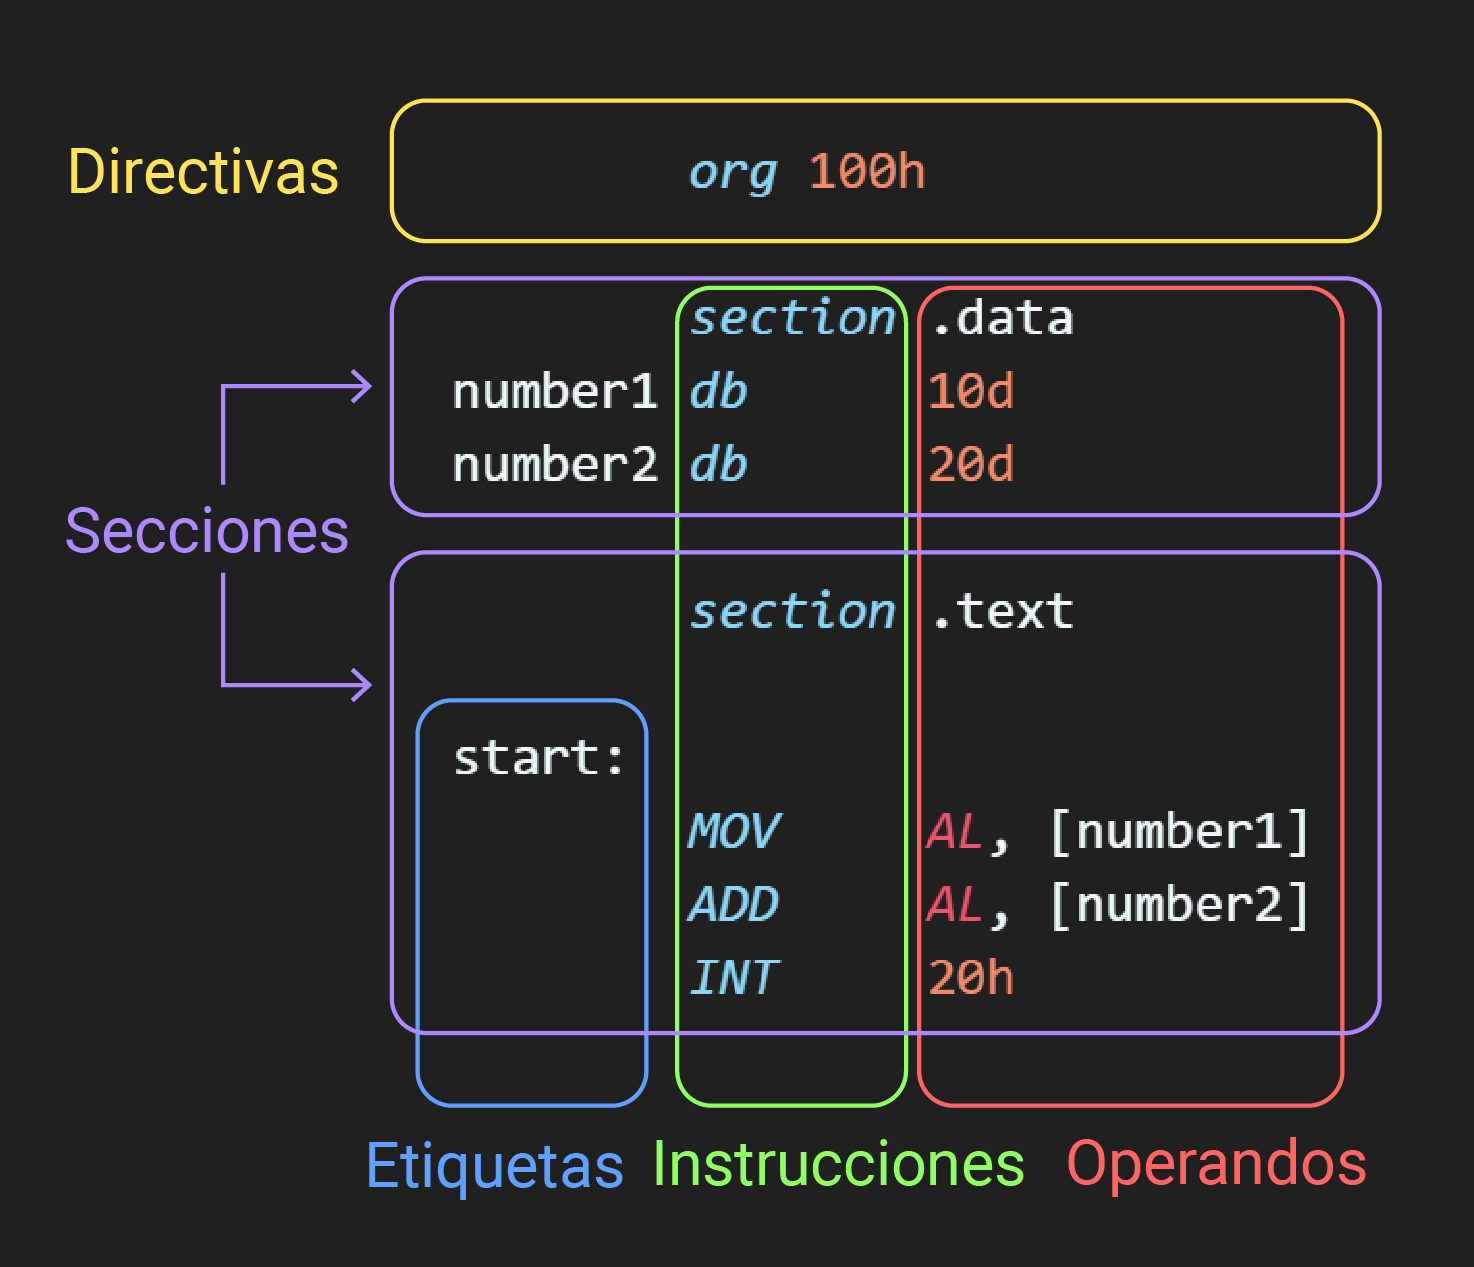 Directivas
org 100h
section .data
number1 db 10d
number2 db 20d
Secciones
section .text
start:
MOV AL, [number1]
ADD AL, [number2]
INT 20h
Etiquetas Instrucciones Operandos